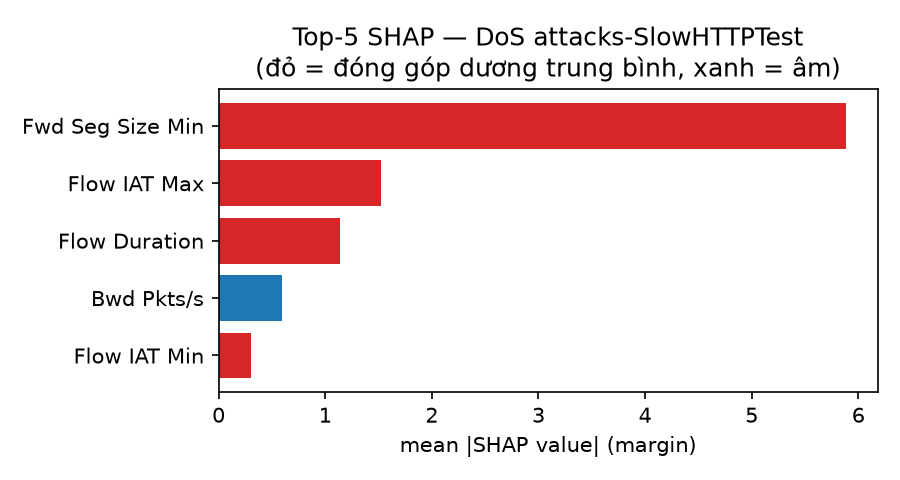 Top-5 SHAP — DoS attacks-SlowHTTPTest
(đỏ = đóng góp dương trung bình, xanh = âm)
Fwd Seg Size Min
Flow IAT Max
Flow Duration
Bwd Pkts/s
Flow IAT Min
0 1 2 3 4 5 6
mean |SHAP value| (margin)